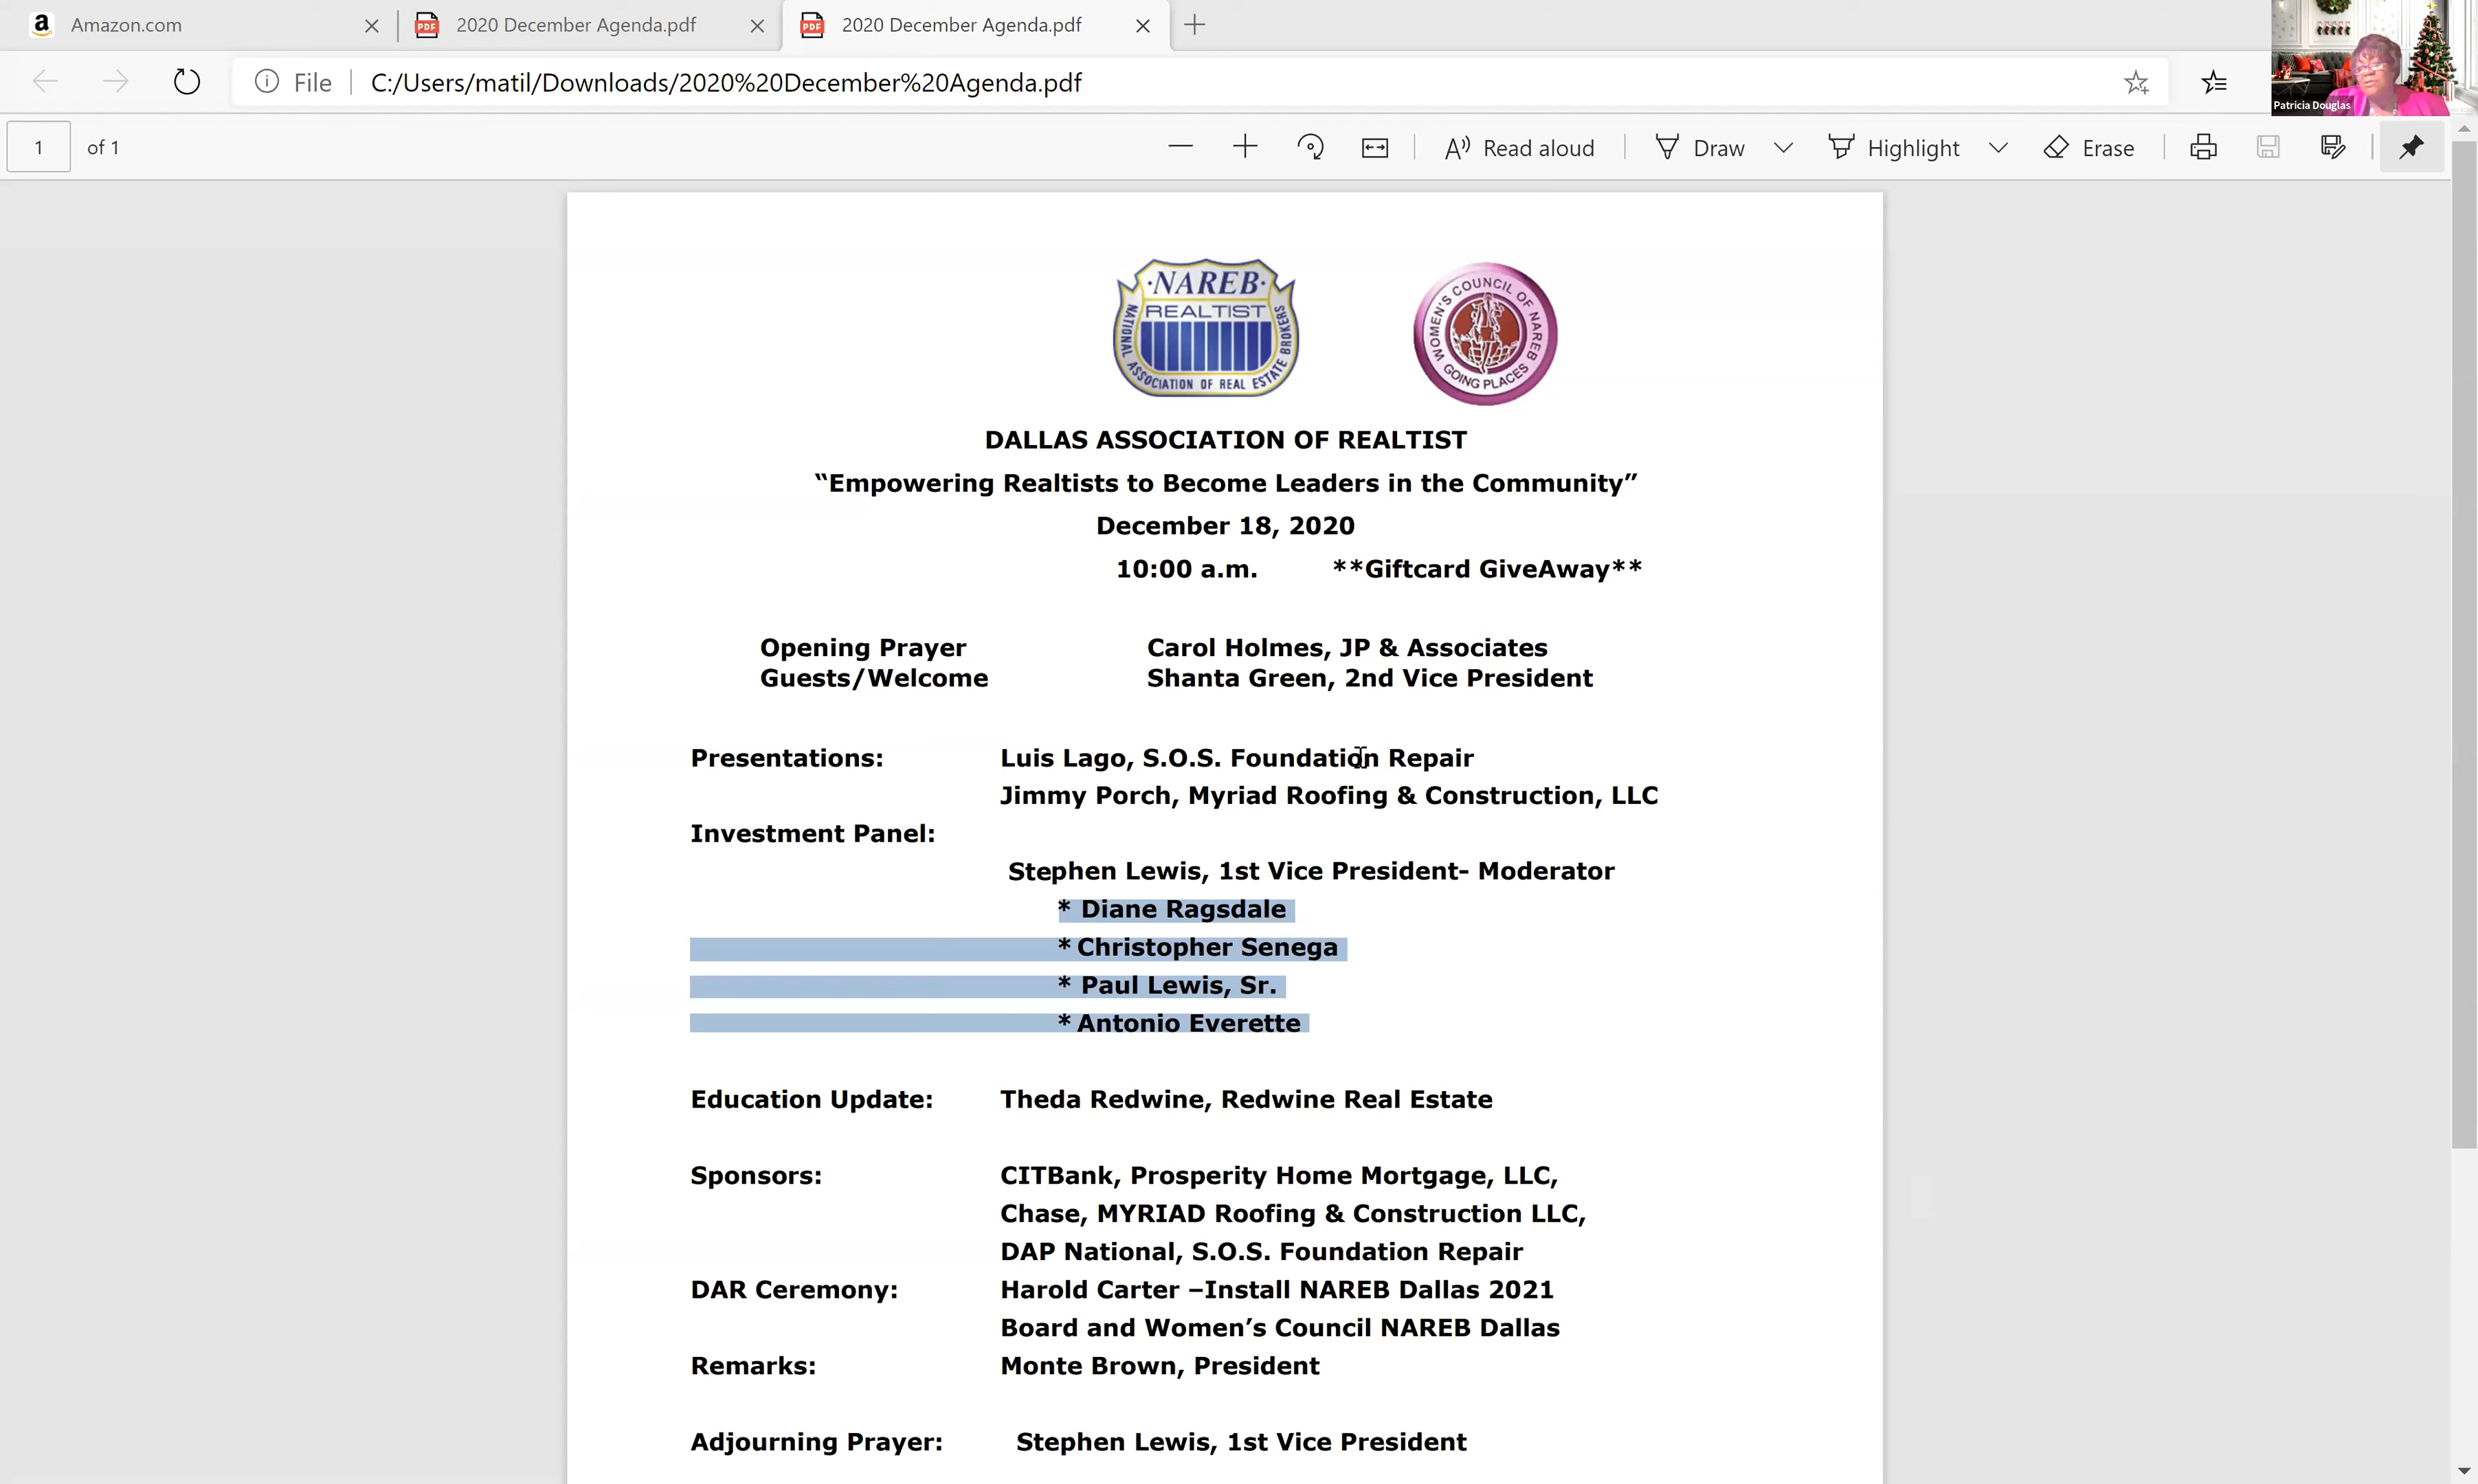 Amazon.com
2020 December Agenda.pdf
2020 December Agenda.pdf
File
C:/Users/matil/Downloads/2020%20December%20Agenda.pdf
Patricia Douglas
1 of 1
Read aloud
Draw
Highlight
Erase
·NAREB·
REALTIST
NATIONAL ASSOCIATION OF REAL ESTATE BROKERS
WOMEN'S COUNCIL OF NAREB
GOING PLACES
DALLAS ASSOCIATION OF REALTIST
“Empowering Realtists to Become Leaders in the Community”
December 18, 2020
10:00 a.m. **Giftcard GiveAway**
Opening Prayer Carol Holmes, JP & Associates
Guests/Welcome Shanta Green, 2nd Vice President
Presentations: Luis Lago, S.O.S. Foundation Repair
Jimmy Porch, Myriad Roofing & Construction, LLC
Investment Panel:
Stephen Lewis, 1st Vice President- Moderator
* Diane Ragsdale
* Christopher Senega
* Paul Lewis, Sr.
* Antonio Everette
Education Update: Theda Redwine, Redwine Real Estate
Sponsors: CITBank, Prosperity Home Mortgage, LLC,
Chase, MYRIAD Roofing & Construction LLC,
DAP National, S.O.S. Foundation Repair
DAR Ceremony: Harold Carter –Install NAREB Dallas 2021
Board and Women’s Council NAREB Dallas
Remarks: Monte Brown, President
Adjourning Prayer: Stephen Lewis, 1st Vice President